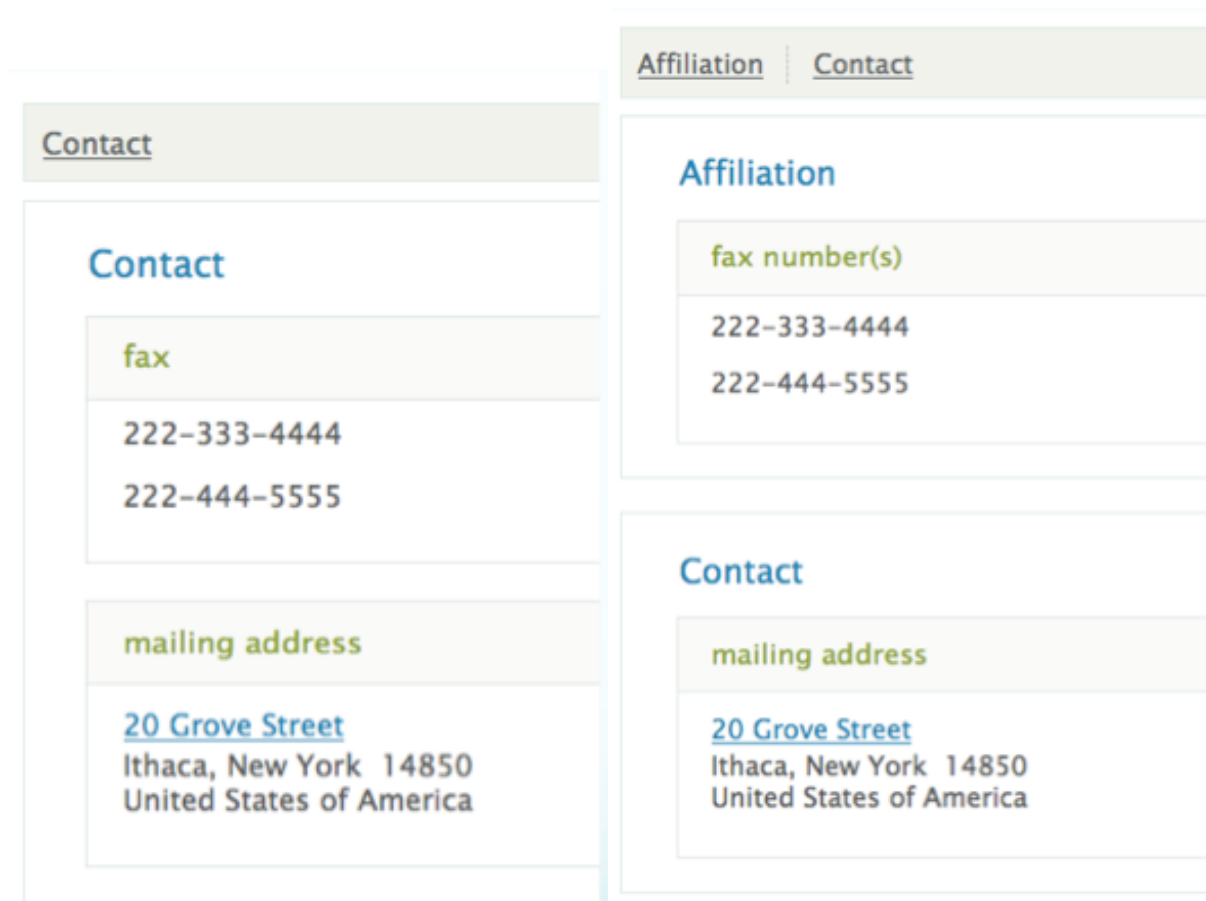 Contact
Contact
fax
222-333-4444
222-444-5555
mailing address
20 Grove Street
Ithaca, New York 14850
United States of America
Affiliation Contact
Affiliation
fax number(s)
222-333-4444
222-444-5555
Contact
mailing address
20 Grove Street
Ithaca, New York 14850
United States of America